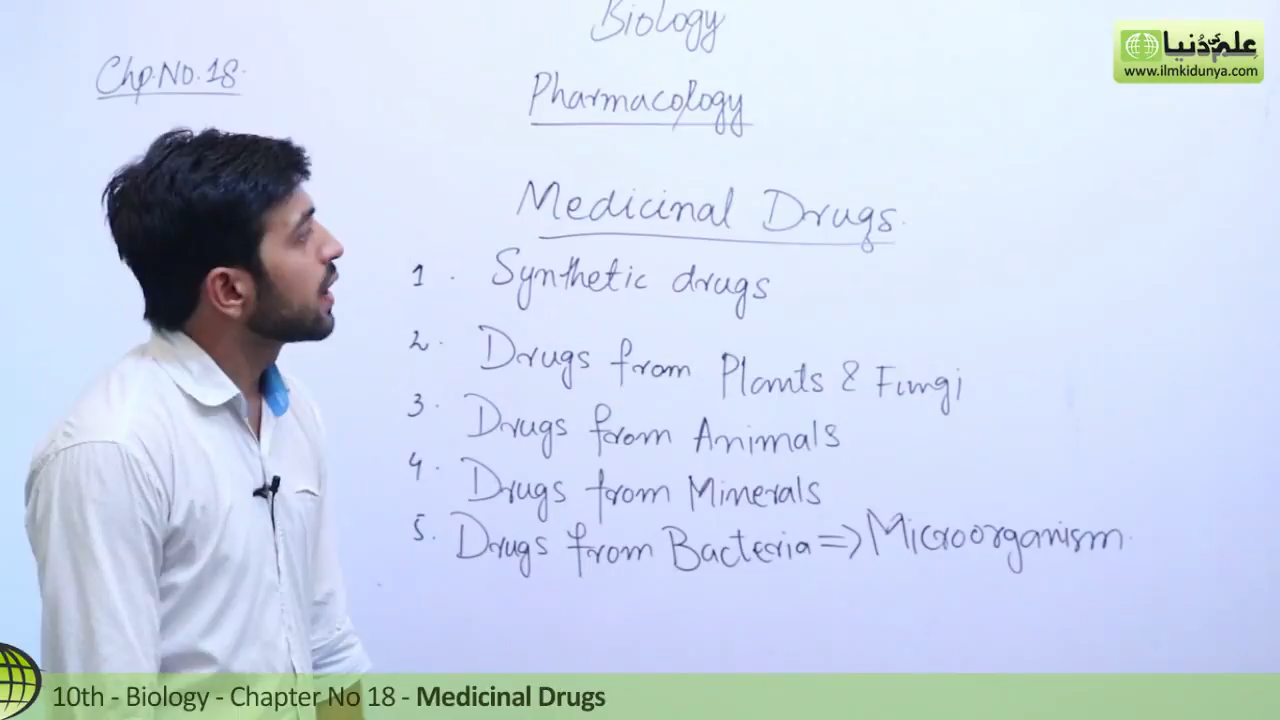 Biology
Chp.No.18.
Pharmacology
Medicinal Drugs.
1. Synthetic drugs
2. Drugs from Plants & Fungi
3. Drugs from Animals
4. Drugs from Minerals
5. Drugs from Bacteria => Microorganism.
علم کی دُنیا
www.ilmkidunya.com
10th - Biology - Chapter No 18 - Medicinal Drugs